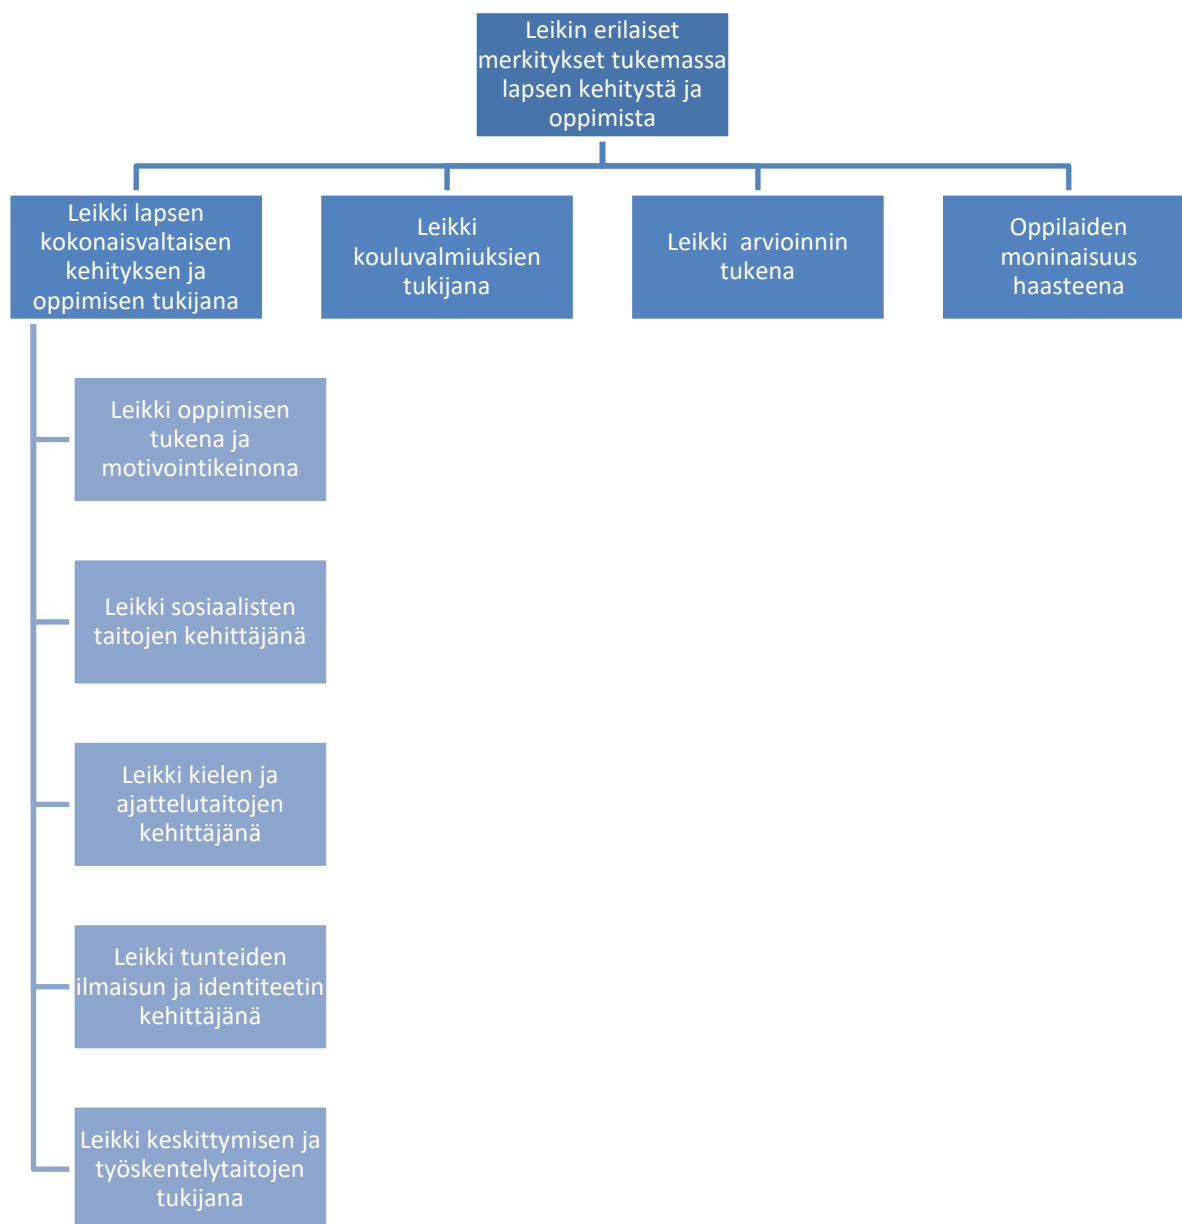 Leikin erilaiset
merkitykset tukemassa
lapsen kehitystä ja
oppimista
Leikki lapsen
kokonaisvaltaisen
kehityksen ja
oppimisen tukijana
Leikki
kouluvalmiuksien
tukijana
Leikki arvioinnin
tukena
Oppilaiden
moninaisuus
haasteena
Leikki oppimisen
tukena ja
motivointikeinona
Leikki sosiaalisten
taitojen kehittäjänä
Leikki kielen ja
ajattelutaitojen
kehittäjänä
Leikki tunteiden
ilmaisun ja identiteetin
kehittäjänä
Leikki keskittymisen ja
työskentelytaitojen
tukijana